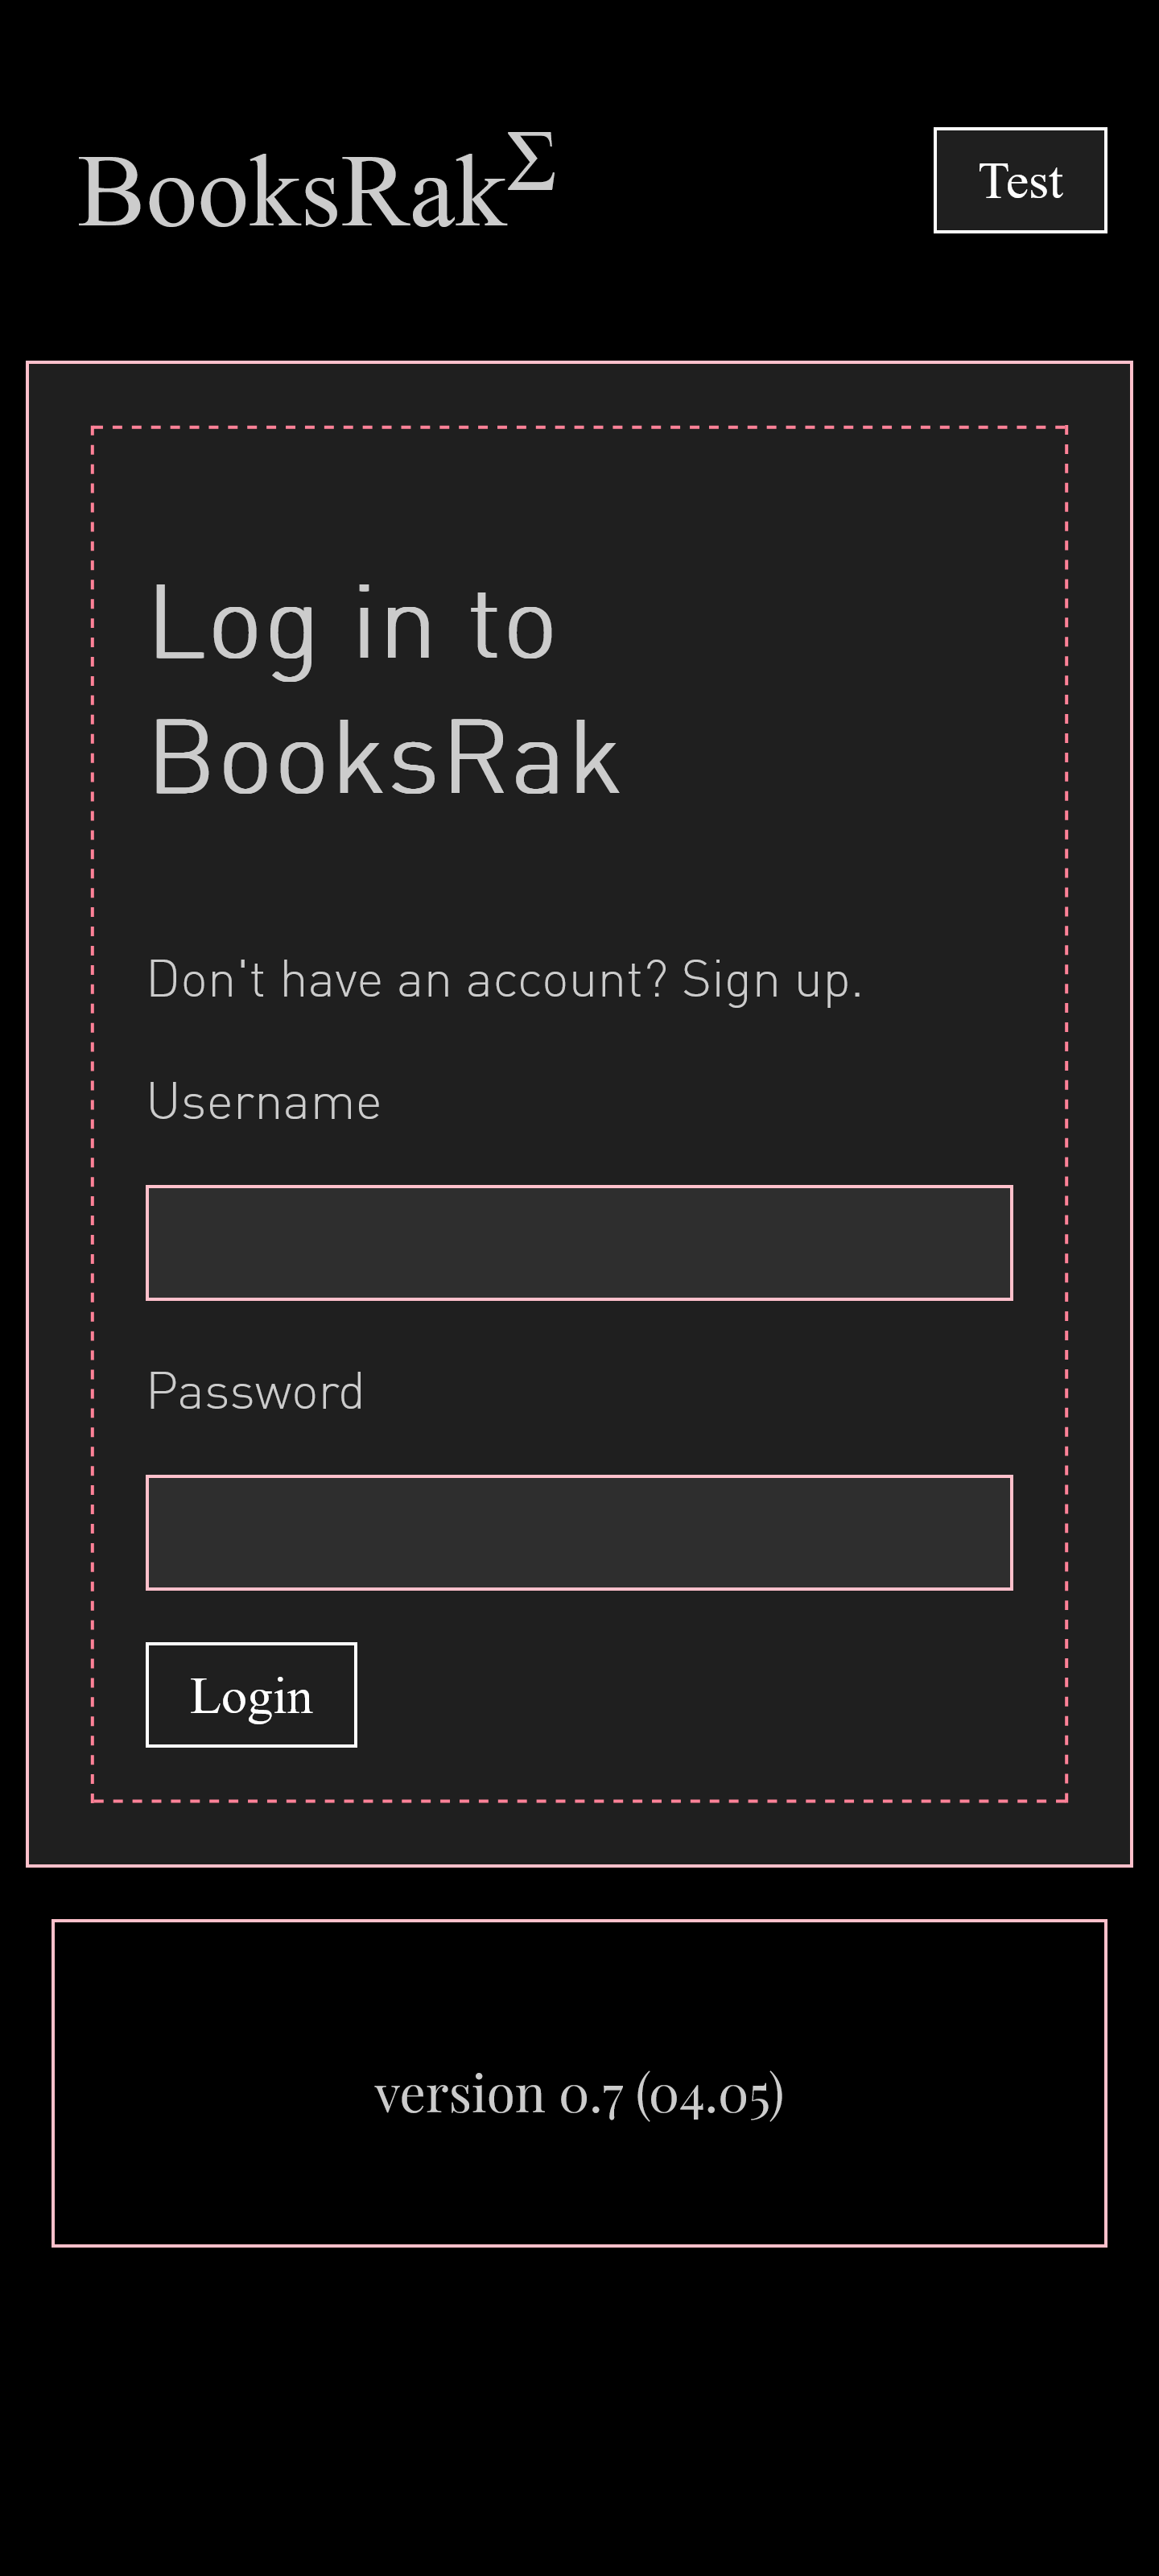 BooksRak^Σ
Test
Log in to
BooksRak
Don't have an account? Sign up.
Username
Password
Login
version 0.7 (04.05)